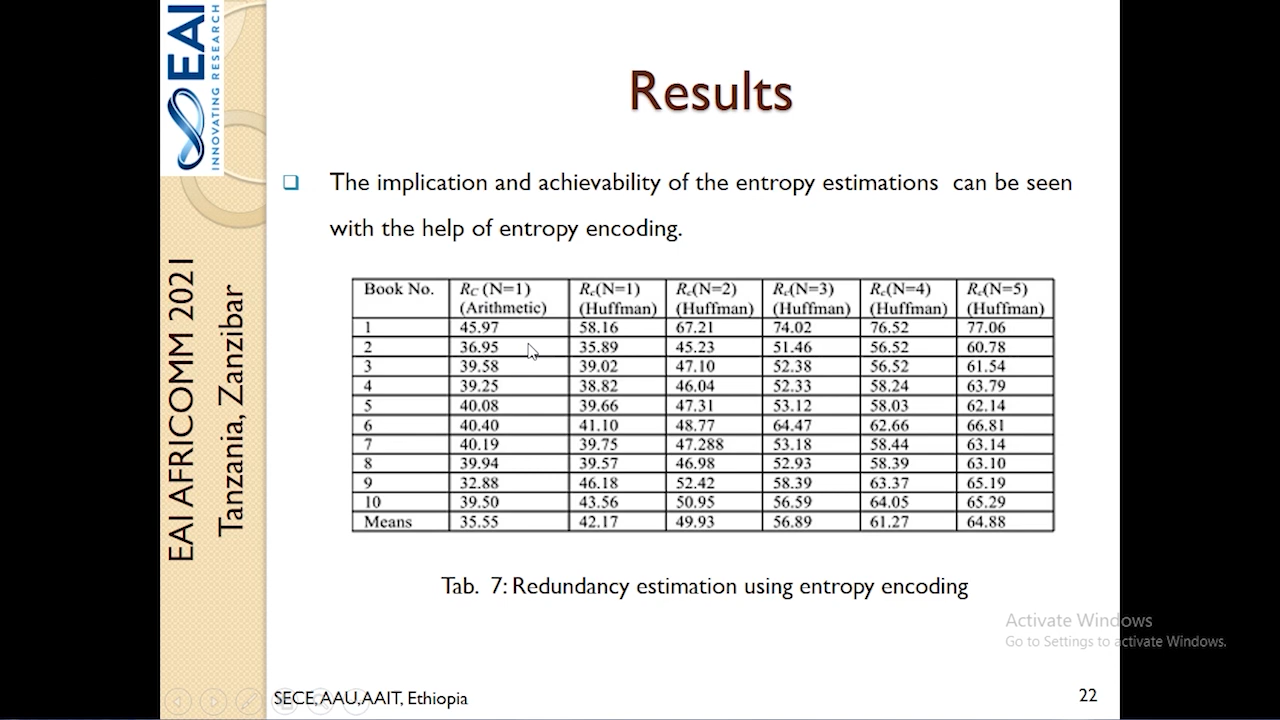 EAI
INNOVATING RESEARCH
EAI AFRICOMM 2021
Tanzania, Zanzibar
Results
The implication and achievability of the entropy estimations can be seen
with the help of entropy encoding.
Book No. RC (N=1) (Arithmetic) Rc(N=1) (Huffman) Rc(N=2) (Huffman) Rc(N=3) (Huffman) Rc(N=4) (Huffman) Rc(N=5) (Huffman)
1 45.97 58.16 67.21 74.02 76.52 77.06
2 36.95 35.89 45.23 51.46 56.52 60.78
3 39.58 39.02 47.10 52.38 56.52 61.54
4 39.25 38.82 46.04 52.33 58.24 63.79
5 40.08 39.66 47.31 53.12 58.03 62.14
6 40.40 41.10 48.77 64.47 62.66 66.81
7 40.19 39.75 47.288 53.18 58.44 63.14
8 39.94 39.57 46.98 52.93 58.39 63.10
9 32.88 46.18 52.42 58.39 63.37 65.19
10 39.50 43.56 50.95 56.59 64.05 65.29
Means 35.55 42.17 49.93 56.89 61.27 64.88
Tab. 7: Redundancy estimation using entropy encoding
Activate Windows
Go to Settings to activate Windows.
SECE,AAU,AAIT, Ethiopia
22